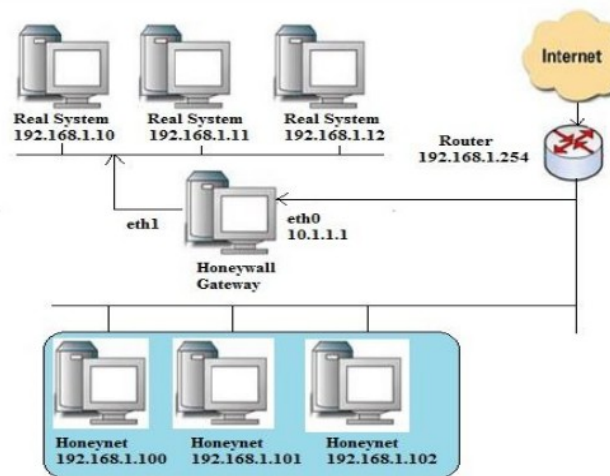 Internet
Real System
192.168.1.10
Real System
192.168.1.11
Real System
192.168.1.12
Router
192.168.1.254
eth1
eth0
10.1.1.1
Honeywall
Gateway
Honeynet
192.168.1.100
Honeynet
192.168.1.101
Honeynet
192.168.1.102